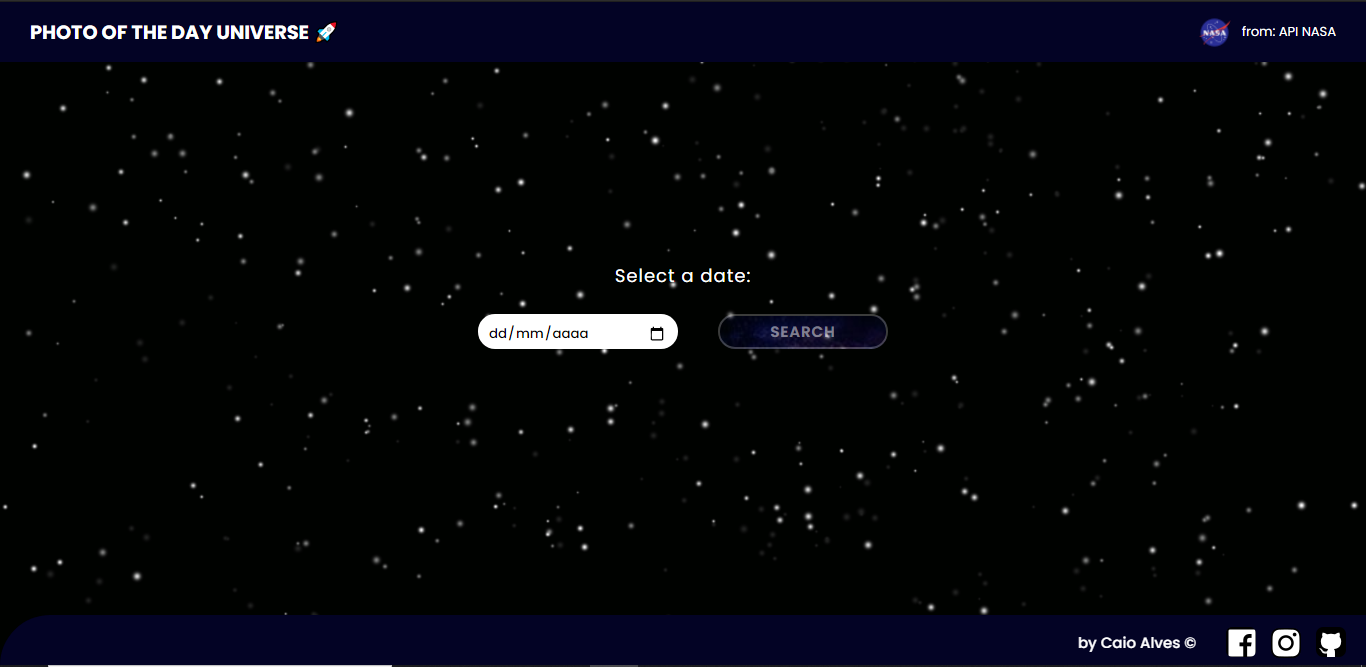 PHOTO OF THE DAY UNIVERSE 🚀
NASA from: API NASA
Select a date:
dd/mm/aaaa SEARCH
by Caio Alves ©